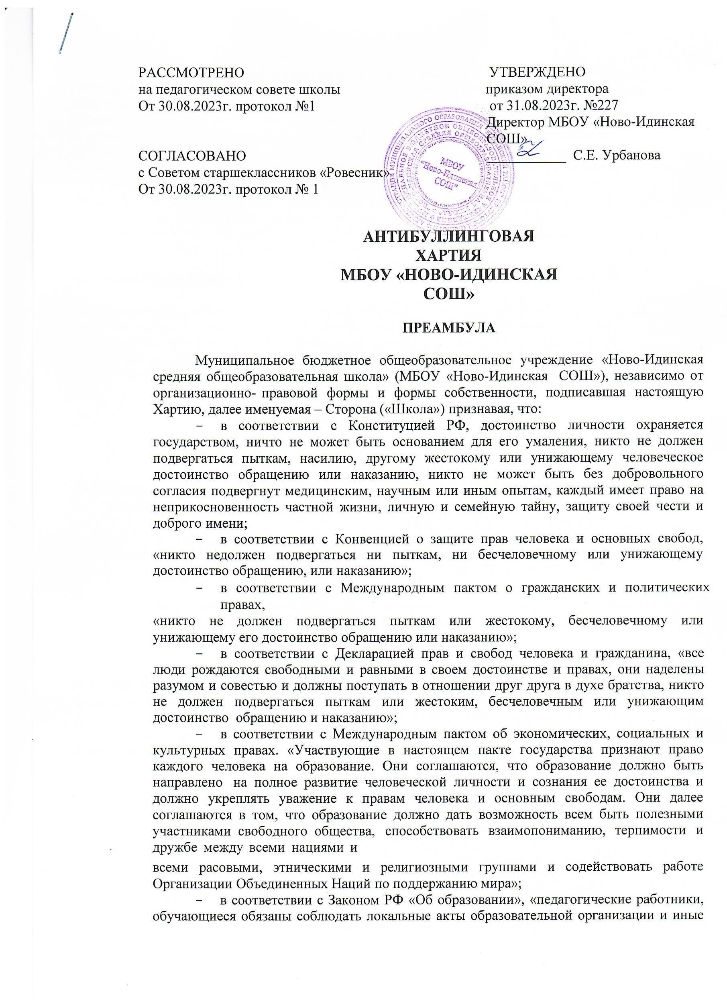 РАССМОТРЕНО
на педагогическом совете школы
От 30.08.2023г. протокол №1
УТВЕРЖДЕНО
приказом директора
от 31.08.2023г. №227
Директор МБОУ «Ново-Идинская
СОШ»
С.Е. Урбанова
СОГЛАСОВАНО
с Советом старшеклассников «Ровесник»
От 30.08.2023г. протокол № 1
МБОУ
"Ново-Идинская
СОШ"
АНТИБУЛЛИНГОВАЯ
ХАРТИЯ
МБОУ «НОВО-ИДИНСКАЯ
СОШ»
ПРЕАМБУЛА
Муниципальное бюджетное общеобразовательное учреждение «Ново-Идинская
средняя общеобразовательная школа» (МБОУ «Ново-Идинская СОШ»), независимо от
организационно- правовой формы и формы собственности, подписавшая настоящую
Хартию, далее именуемая – Сторона («Школа») признавая, что:
– в соответствии с Конституцией РФ, достоинство личности охраняется
государством, ничто не может быть основанием для его умаления, никто не должен
подвергаться пыткам, насилию, другому жестокому или унижающему человеческое
достоинство обращению или наказанию, никто не может быть без добровольного
согласия подвергнут медицинским, научным или иным опытам, каждый имеет право на
неприкосновенность частной жизни, личную и семейную тайну, защиту своей чести и
доброго имени;
– в соответствии с Конвенцией о защите прав человека и основных свобод,
«никто недолжен подвергаться ни пыткам, ни бесчеловечному или унижающему
достоинство обращению, или наказанию»;
– в соответствии с Международным пактом о гражданских и политических
правах,
«никто не должен подвергаться пыткам или жестокому, бесчеловечному или
унижающему его достоинство обращению или наказанию»;
– в соответствии с Декларацией прав и свобод человека и гражданина, «все
люди рождаются свободными и равными в своем достоинстве и правах, они наделены
разумом и совестью и должны поступать в отношении друг друга в духе братства, никто
не должен подвергаться пыткам или жестоким, бесчеловечным или унижающим
достоинство обращению и наказанию»;
– в соответствии с Международным пактом об экономических, социальных и
культурных правах. «Участвующие в настоящем пакте государства признают право
каждого человека на образование. Они соглашаются, что образование должно быть
направлено на полное развитие человеческой личности и сознания ее достоинства и
должно укреплять уважение к правам человека и основным свободам. Они далее
соглашаются в том, что образование должно дать возможность всем быть полезными
участниками свободного общества, способствовать взаимопониманию, терпимости и
дружбе между всеми нациями и
всеми расовыми, этническими и религиозными группами и содействовать работе
Организации Объединенных Наций по поддержанию мира»;
– в соответствии с Законом РФ «Об образовании», «педагогические работники,
обучающиеся обязаны соблюдать локальные акты образовательной организации и иные